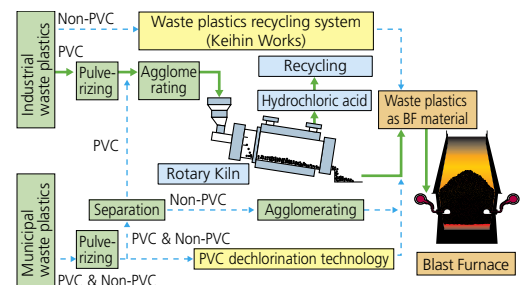 Non-PVC
Waste plastics recycling system
(Keihin Works)
Industrial
waste plastics
PVC
Pulve-
rizing
Agglome
rating
Recycling
Hydrochloric acid
Waste plastics
as BF material
PVC
Rotary Kiln
Municipal
waste plastics
Separation
Non-PVC
Agglomerating
Pulve-
rizing
PVC & Non-PVC
PVC dechlorination technology
Blast Furnace
PVC & Non-PVC